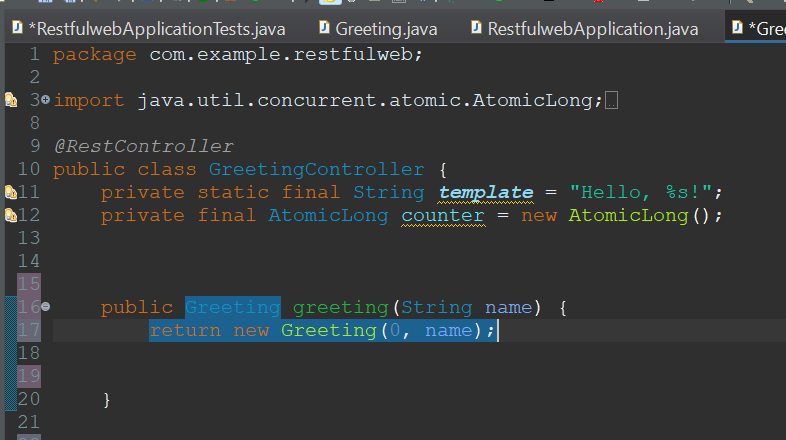 *RestfulwebApplicationTests.java Greeting.java RestfulwebApplication.java *Gree
1 package com.example.restfulweb;
2
3 import java.util.concurrent.atomic.AtomicLong;
8
9 @RestController
10 public class GreetingController {
11 private static final String template = "Hello, %s!";
12 private final AtomicLong counter = new AtomicLong();
13
14
15
16 public Greeting greeting(String name) {
17 return new Greeting(0, name);
18
19
20 }
21